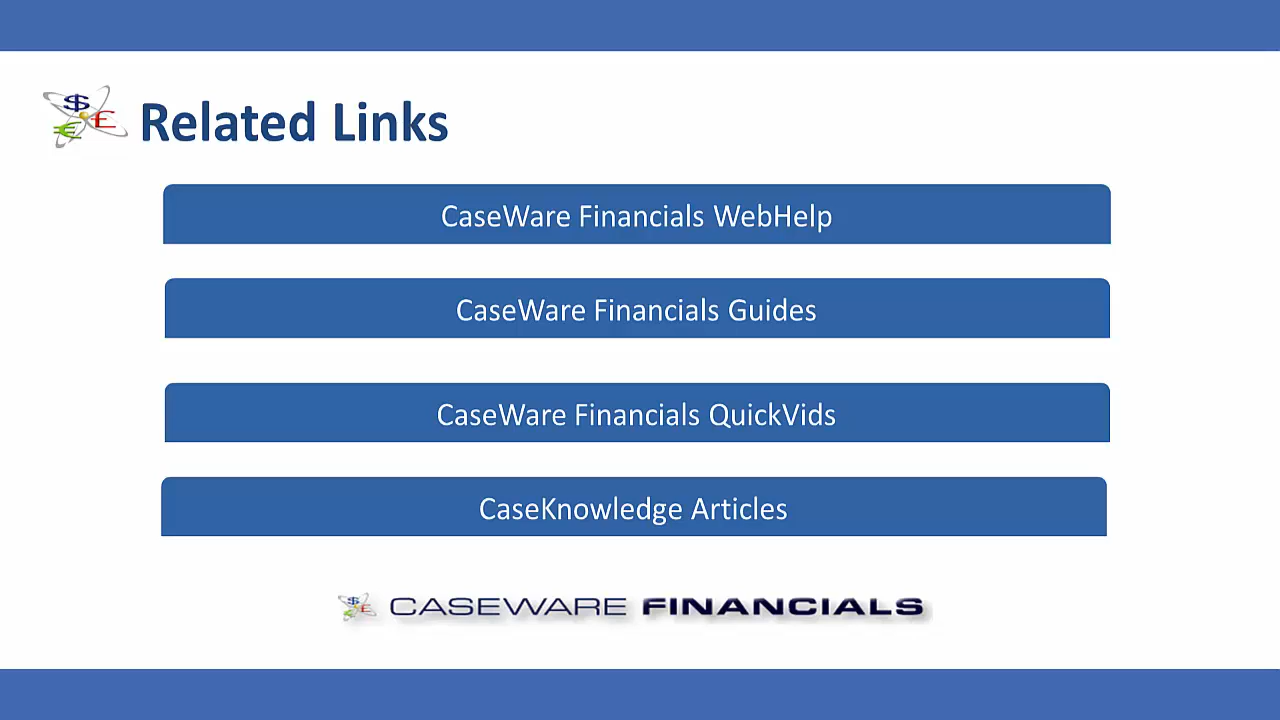 Related Links
CaseWare Financials WebHelp
CaseWare Financials Guides
CaseWare Financials QuickVids
CaseKnowledge Articles
CASEWARE FINANCIALS